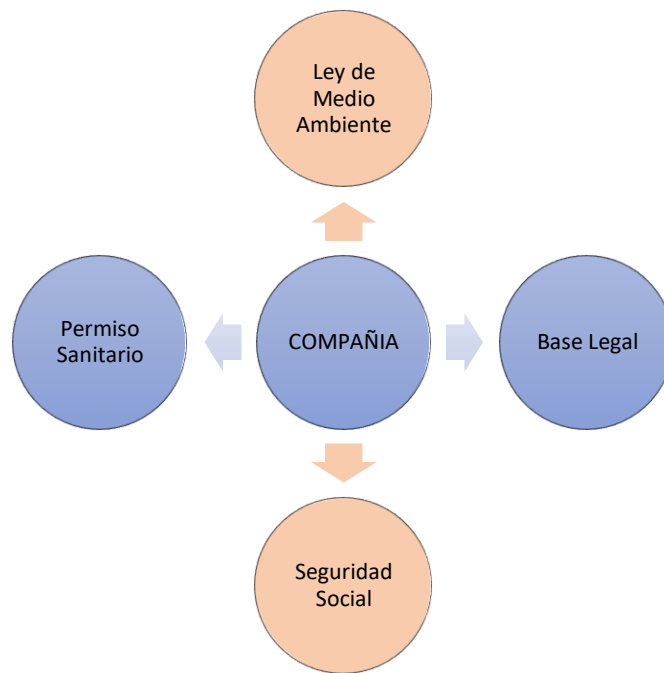 Ley de
Medio
Ambiente
Permiso
Sanitario
COMPAÑIA
Base Legal
Seguridad
Social